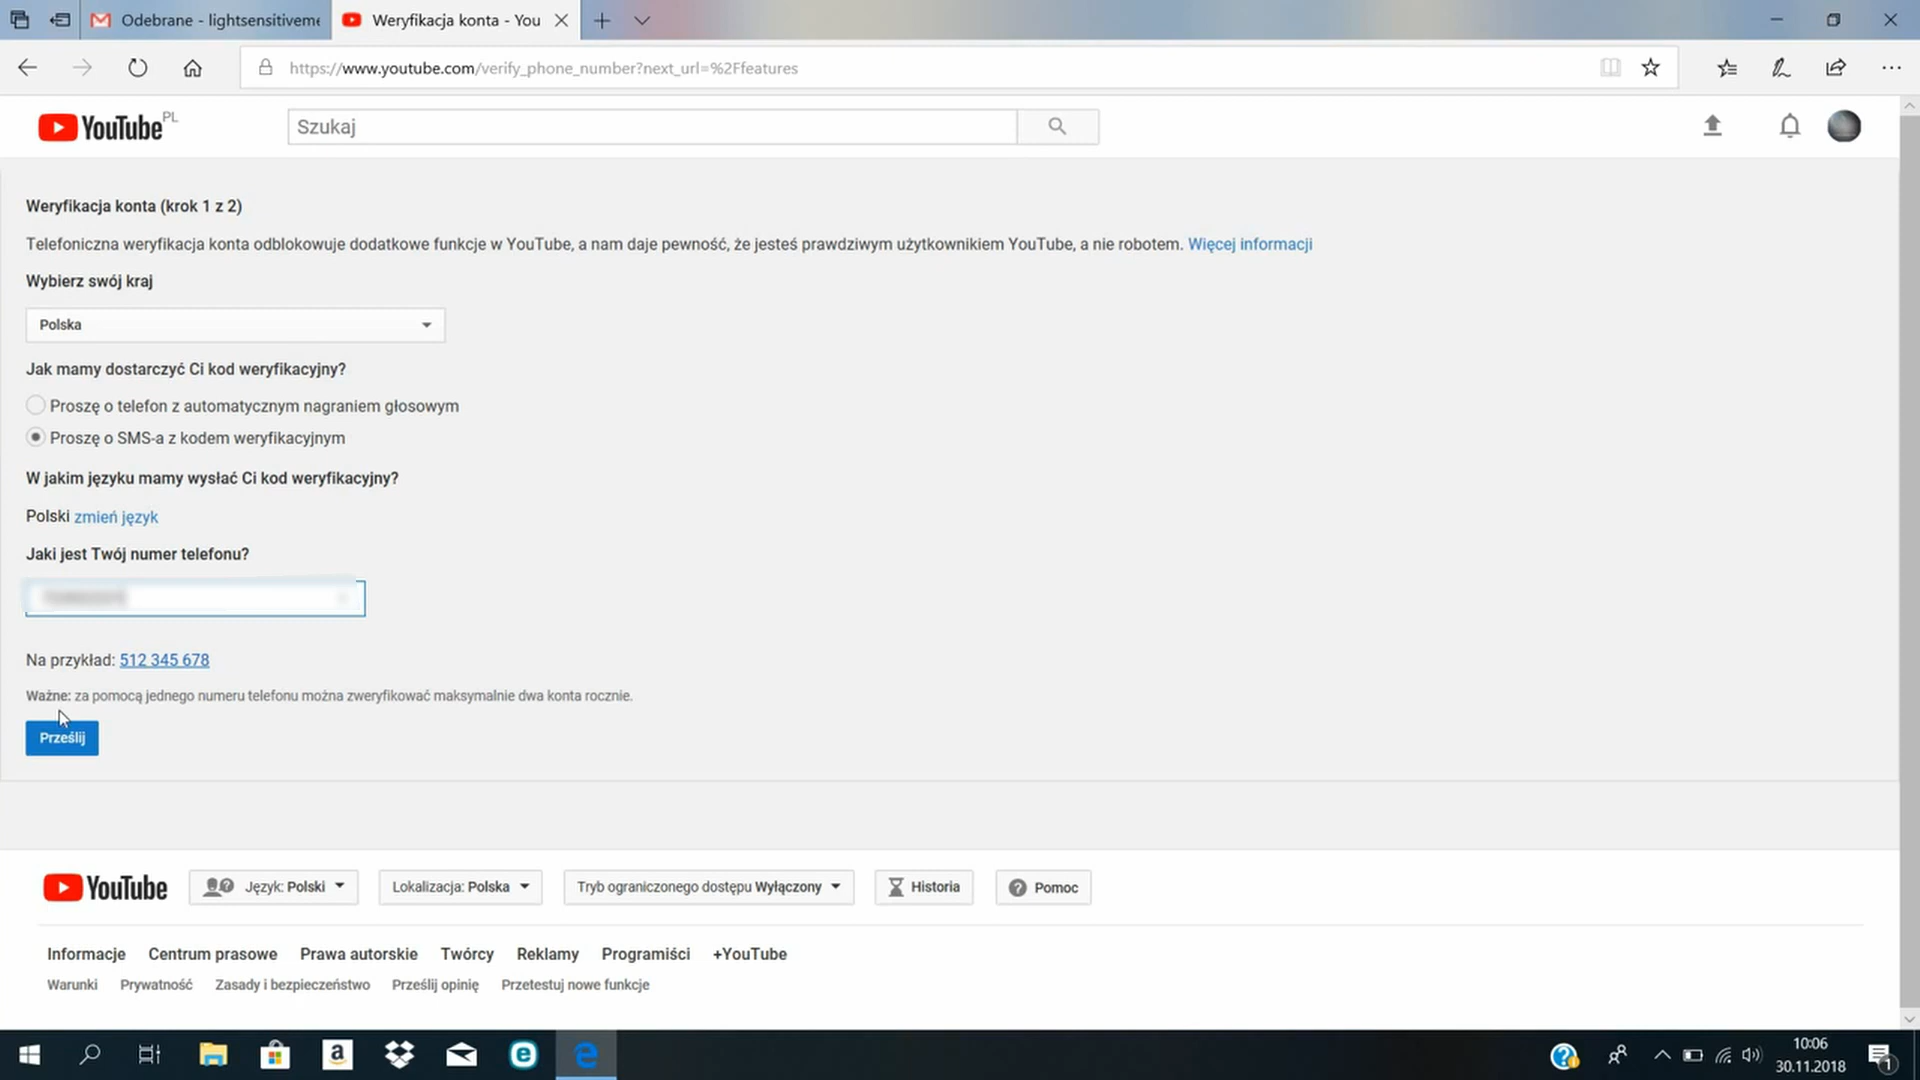 Odebrane - lightsensitiveme
Weryfikacja konta - You
https://www.youtube.com/verify_phone_number?next_url=%2Ffeatures
YouTube PL
Szukaj
Weryfikacja konta (krok 1 z 2)
Telefoniczna weryfikacja konta odblokowuje dodatkowe funkcje w YouTube, a nam daje pewność, że jesteś prawdziwym użytkownikiem YouTube, a nie robotem. Więcej informacji
Wybierz swój kraj
Polska
Jak mamy dostarczyć Ci kod weryfikacyjny?
Proszę o telefon z automatycznym nagraniem głosowym
Proszę o SMS-a z kodem weryfikacyjnym
W jakim języku mamy wysłać Ci kod weryfikacyjny?
Polski zmień język
Jaki jest Twój numer telefonu?
Na przykład: 512 345 678
Ważne: za pomocą jednego numeru telefonu można zweryfikować maksymalnie dwa konta rocznie.
Prześlij
YouTube Język: Polski Lokalizacja: Polska Tryb ograniczonego dostępu Wyłączony Historia Pomoc
Informacje Centrum prasowe Prawa autorskie Twórcy Reklamy Programiści +YouTube
Warunki Prywatność Zasady i bezpieczeństwo Prześlij opinię Przetestuj nowe funkcje
10:06
30.11.2018
1